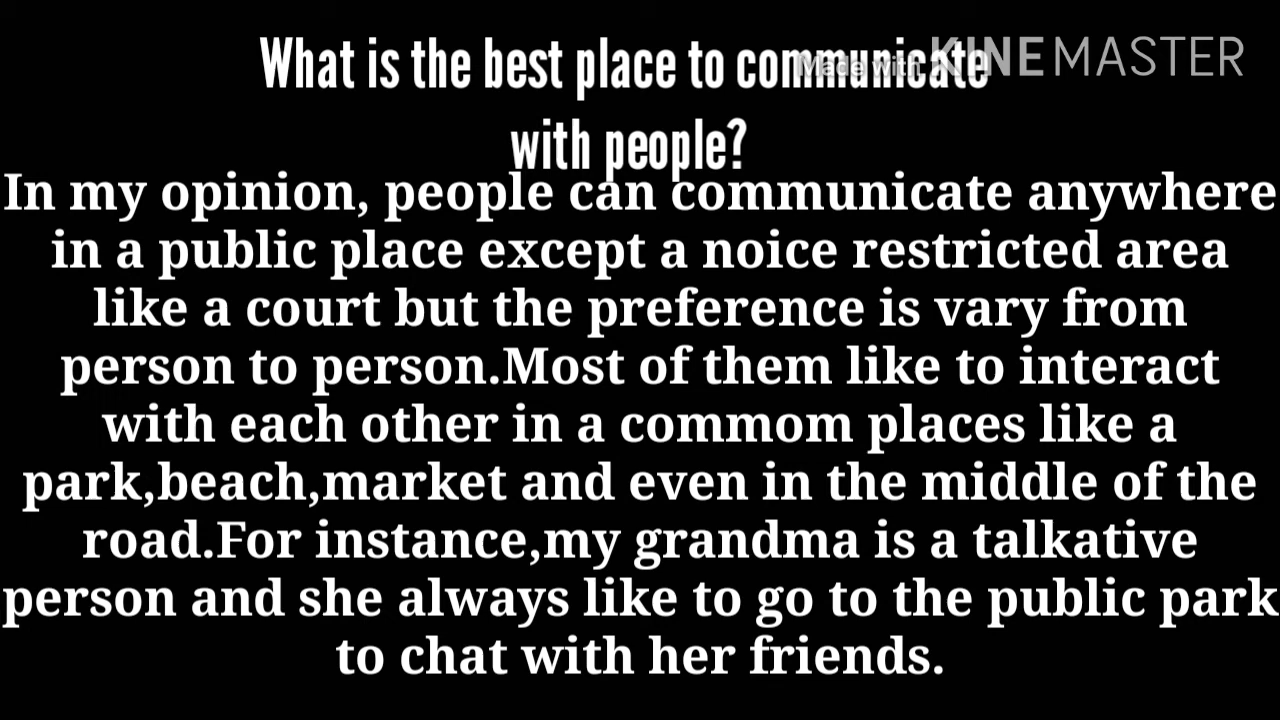 What is the best place to communicate
Made with KINEMASTER
with people?
In my opinion, people can communicate anywhere
in a public place except a noice restricted area
like a court but the preference is vary from
person to person.Most of them like to interact
with each other in a commom places like a
park,beach,market and even in the middle of the
road.For instance,my grandma is a talkative
person and she always like to go to the public park
to chat with her friends.